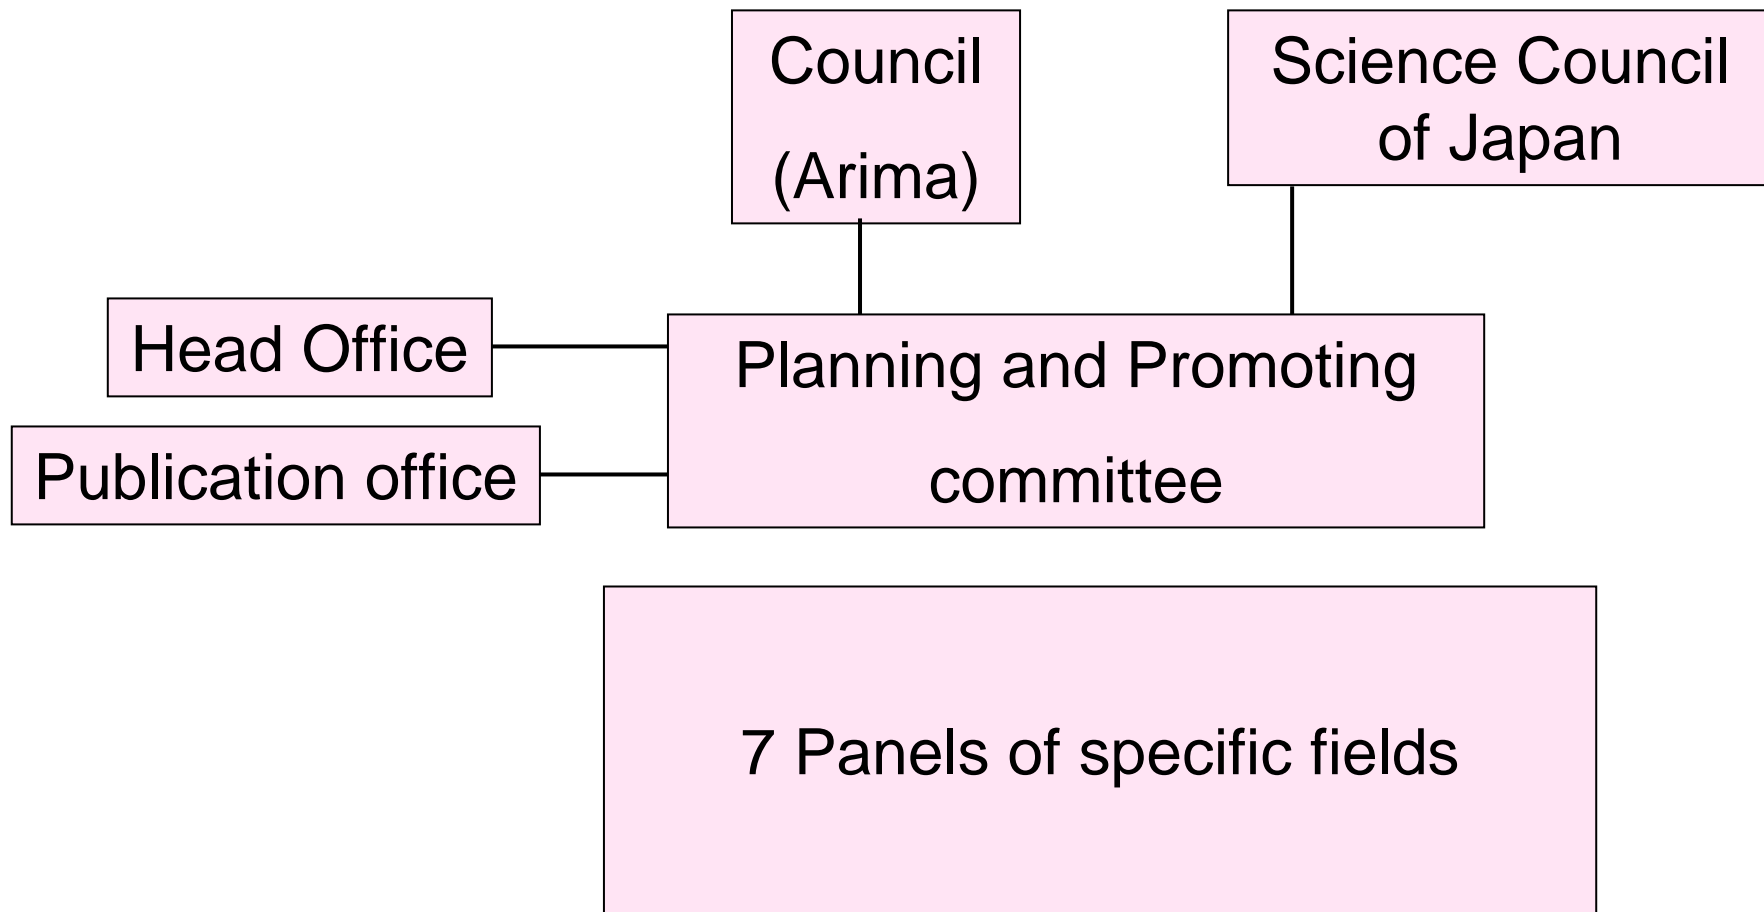 Council
(Arima)
Science Council
of Japan
Head Office
Planning and Promoting
committee
Publication office
7 Panels of specific fields